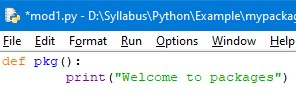 *mod1.py - D:\Syllabus\Python\Example\mypackag
File Edit Format Run Options Window Help
def pkg():
        print("Welcome to packages")